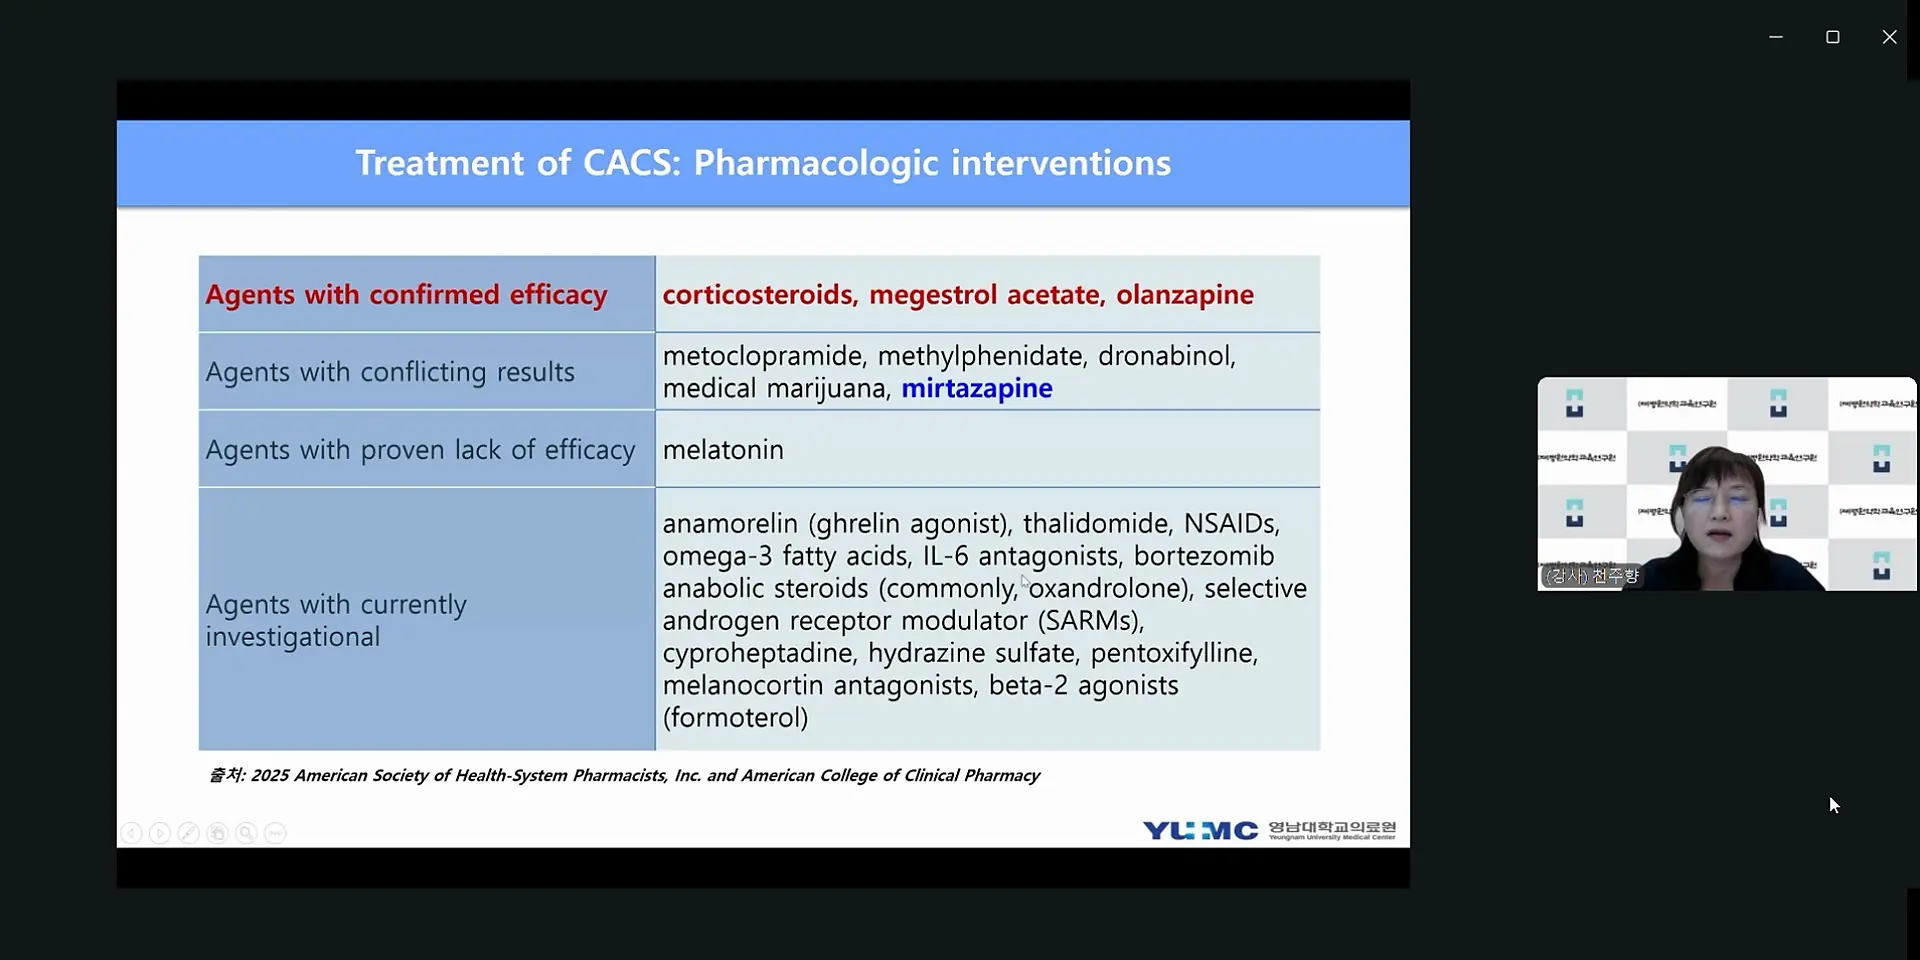 Treatment of CACS: Pharmacologic interventions
Agents with confirmed efficacy
corticosteroids, megestrol acetate, olanzapine
Agents with conflicting results
metoclopramide, methylphenidate, dronabinol,
medical marijuana, mirtazapine
Agents with proven lack of efficacy
melatonin
Agents with currently
investigational
anamorelin (ghrelin agonist), thalidomide, NSAIDs,
omega-3 fatty acids, IL-6 antagonists, bortezomib
anabolic steroids (commonly, oxandrolone), selective
androgen receptor modulator (SARMs),
cyproheptadine, hydrazine sulfate, pentoxifylline,
melanocortin antagonists, beta-2 agonists
(formoterol)
출처: 2025 American Society of Health-System Pharmacists, Inc. and American College of Clinical Pharmacy
YUMC 영남대학교의료원
Yeungnam University Medical Center
(강사) 천주향